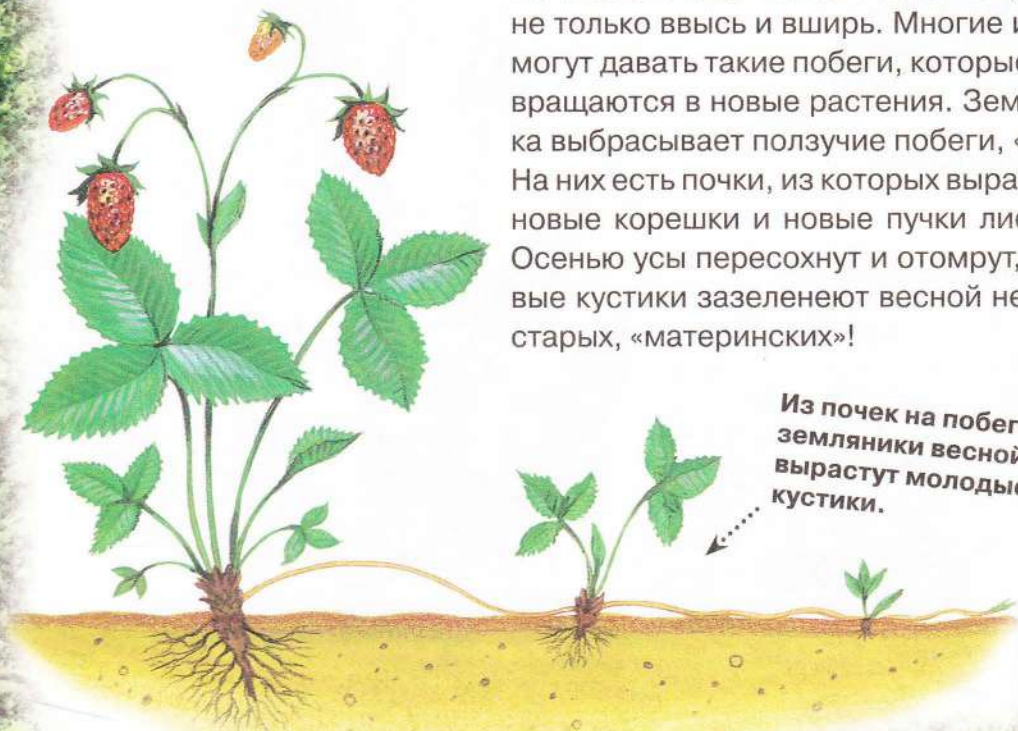 не только ввысь и вширь. Многие и
могут давать такие побеги, которые
вращаются в новые растения. Зем
ка выбрасывает ползучие побеги, «
На них есть почки, из которых выра
новые корешки и новые пучки лис
Осенью усы пересохнут и отомрут,
вые кустики зазеленеют весной не
старых, «материнских»!
Из почек на побег
земляники весной
вырастут молодые
кустики.